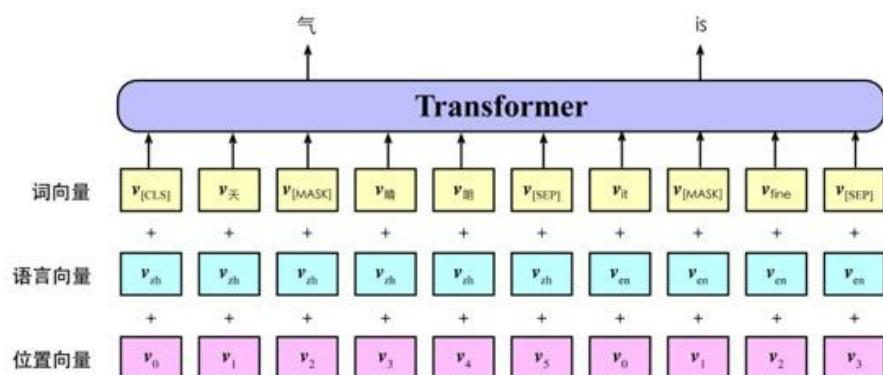 气 is
Transformer
词向量 v[CLS] v天 v[MASK] v晴 v朗 v[SEP] vit v[MASK] vfine v[SEP]
+ + + + + + + + + +
语言向量 vzh vzh vzh vzh vzh vzh ven ven ven ven
+ + + + + + + + + +
位置向量 v0 v1 v2 v3 v4 v5 v0 v1 v2 v3